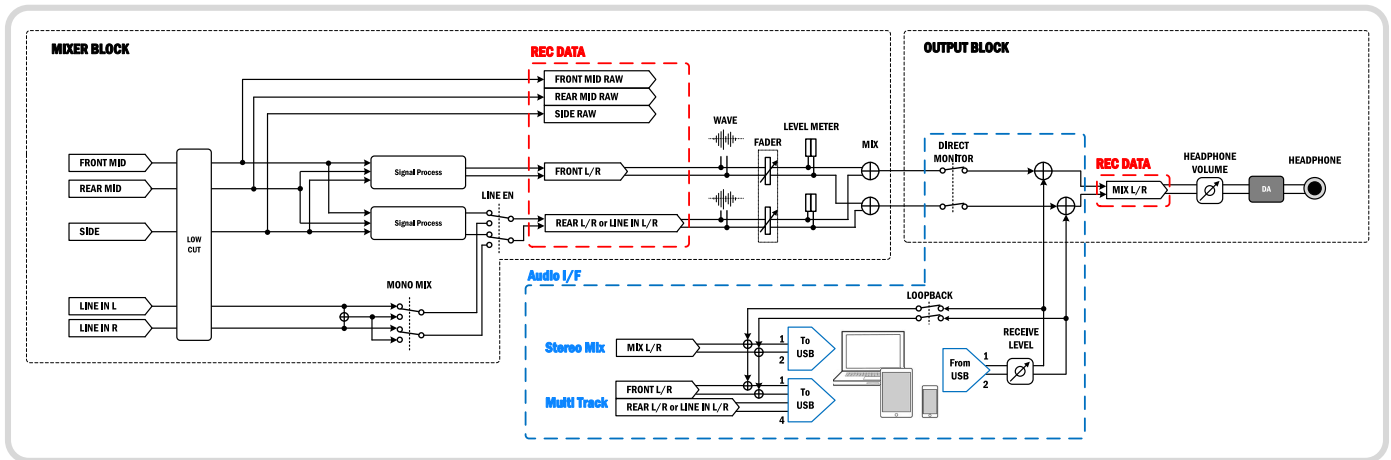 MIXER BLOCK
REC DATA
FRONT MID RAW
REAR MID RAW
SIDE RAW
FRONT MID
REAR MID
SIDE
LINE IN L
LINE IN R
LOW
CUT
Signal Process
Signal Process
LINE EN
MONO MIX
FRONT L/R
REAR L/R or LINE IN L/R
WAVE
FADER
LEVEL METER
MIX
OUTPUT BLOCK
DIRECT
MONITOR
REC DATA
MIX L/R
HEADPHONE
VOLUME
DA
HEADPHONE
Audio I/F
LOOPBACK
Stereo Mix
MIX L/R
1
2
To
USB
Multi Track
FRONT L/R
REAR L/R or LINE IN L/R
1
4
To
USB
From
USB
1
2
RECEIVE
LEVEL